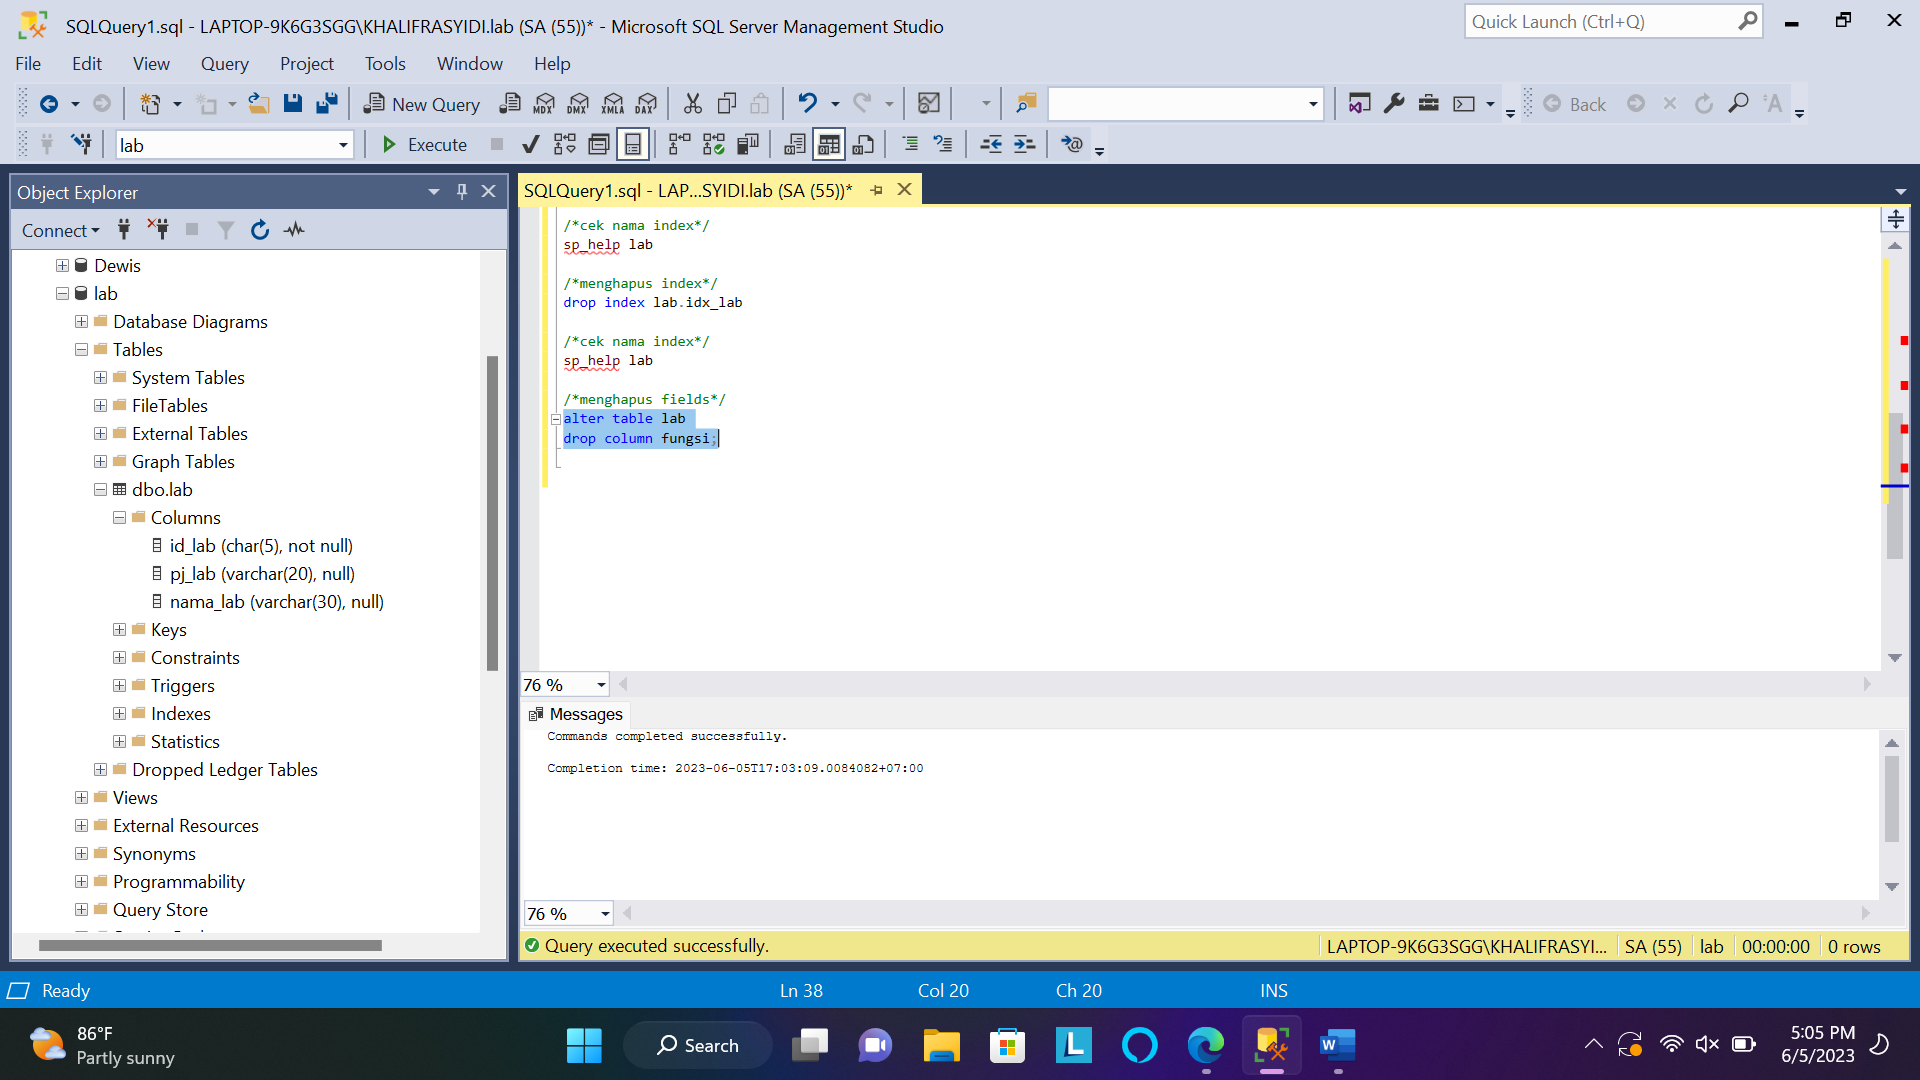 SQLQuery1.sql - LAPTOP-9K6G3SGG\KHALIFRASYIDI.lab (SA (55))* - Microsoft SQL Server Management Studio
Quick Launch (Ctrl+Q)
File Edit View Query Project Tools Window Help
New Query
MDX DMX XMLA DAX
Back
lab
Execute
Object Explorer
Connect
Dewis
lab
Database Diagrams
Tables
System Tables
FileTables
External Tables
Graph Tables
dbo.lab
Columns
id_lab (char(5), not null)
pj_lab (varchar(20), null)
nama_lab (varchar(30), null)
Keys
Constraints
Triggers
Indexes
Statistics
Dropped Ledger Tables
Views
External Resources
Synonyms
Programmability
Query Store
SQLQuery1.sql - LAP...SYIDI.lab (SA (55))*
/*cek nama index*/
sp_help lab
/*menghapus index*/
drop index lab.idx_lab
/*cek nama index*/
sp_help lab
/*menghapus fields*/
alter table lab
drop column fungsi;
76 %
Messages
Commands completed successfully.
Completion time: 2023-06-05T17:03:09.0084082+07:00
76 %
Query executed successfully.
LAPTOP-9K6G3SGG\KHALIFRASYI... SA (55) lab 00:00:00 0 rows
Ready
Ln 38 Col 20 Ch 20 INS
86°F
Partly sunny
Search
5:05 PM
6/5/2023